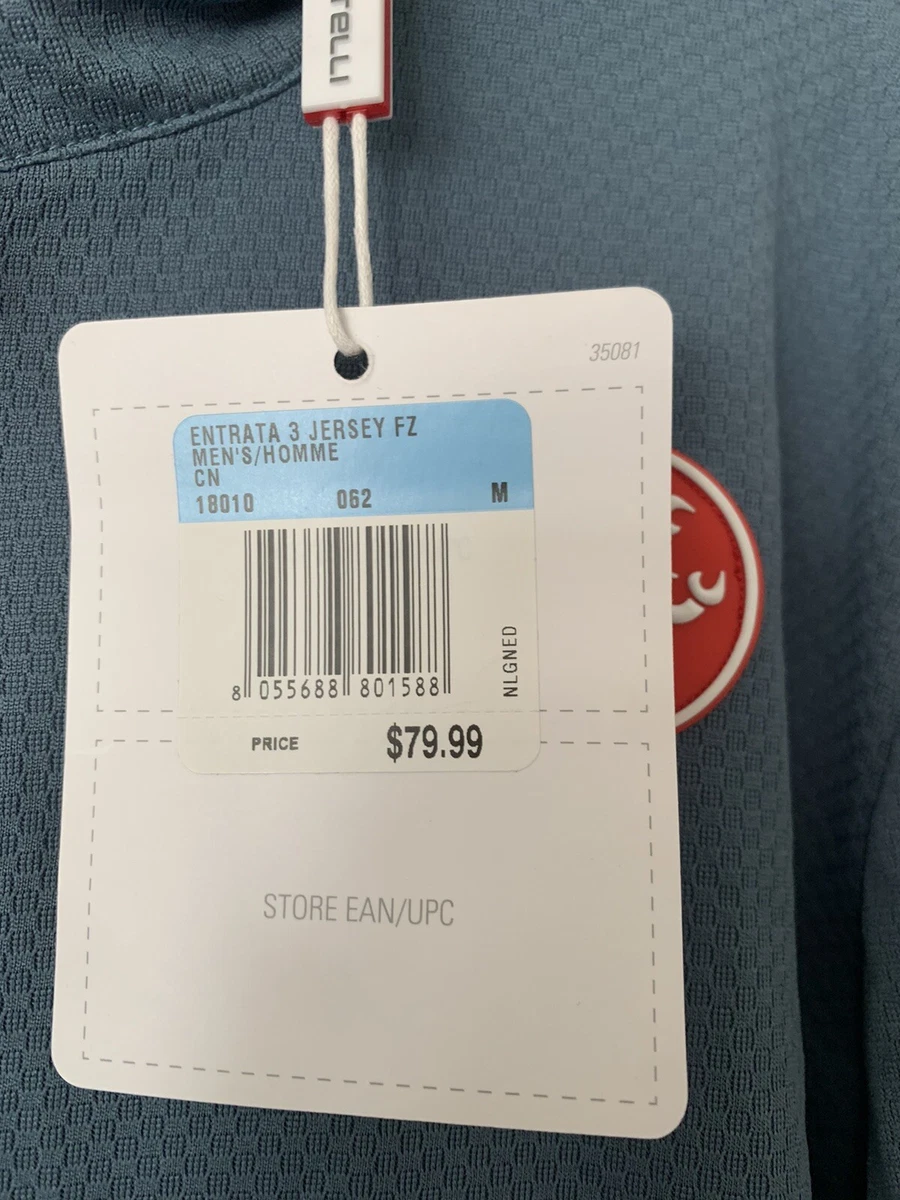 TELLI
35081
ENTRATA 3 JERSEY FZ
MEN'S/HOMME
CN
18010 062 M
8 055688 801588
NLGNED
PRICE $79.99
STORE EAN/UPC